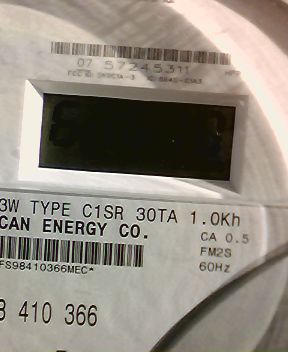 07 57245311
3W TYPE C1SR 30TA 1.0Kh
CAN ENERGY CO.
CA 0.5
FM2S
60Hz
FS98410366MEC*
8 410 366